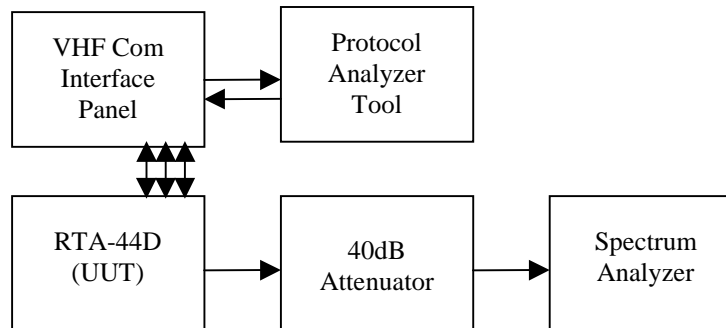 VHF Com
Interface
Panel
Protocol
Analyzer
Tool
RTA-44D
(UUT)
40dB
Attenuator
Spectrum
Analyzer